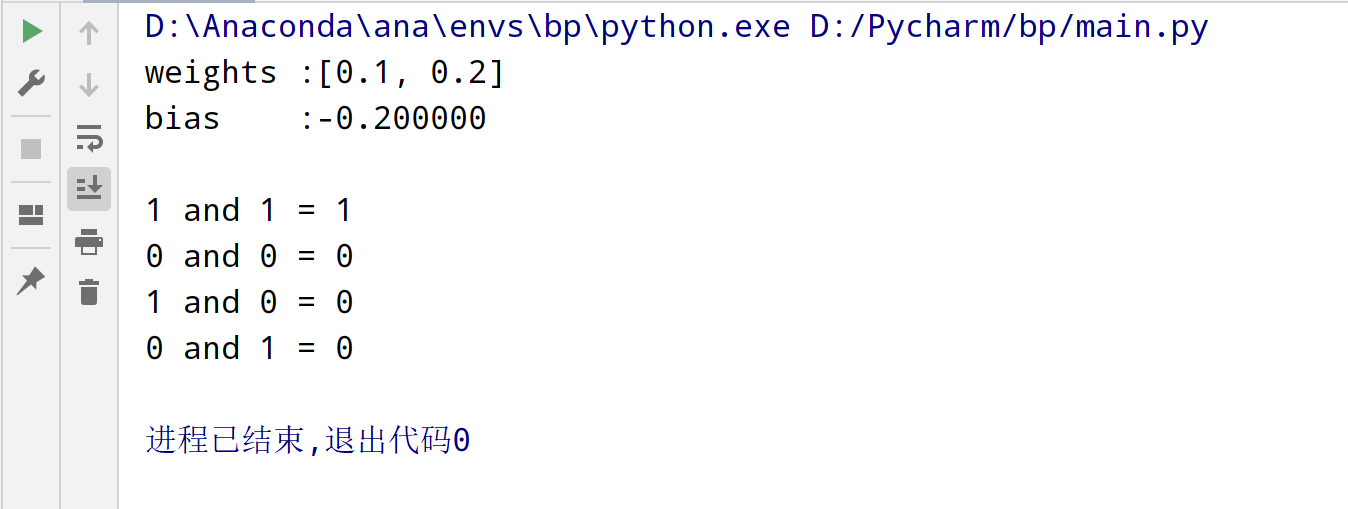 D:\Anaconda\ana\envs\bp\python.exe D:/Pycharm/bp/main.py
weights :[0.1, 0.2]
bias    :-0.200000
1 and 1 = 1
0 and 0 = 0
1 and 0 = 0
0 and 1 = 0
进程已结束,退出代码0